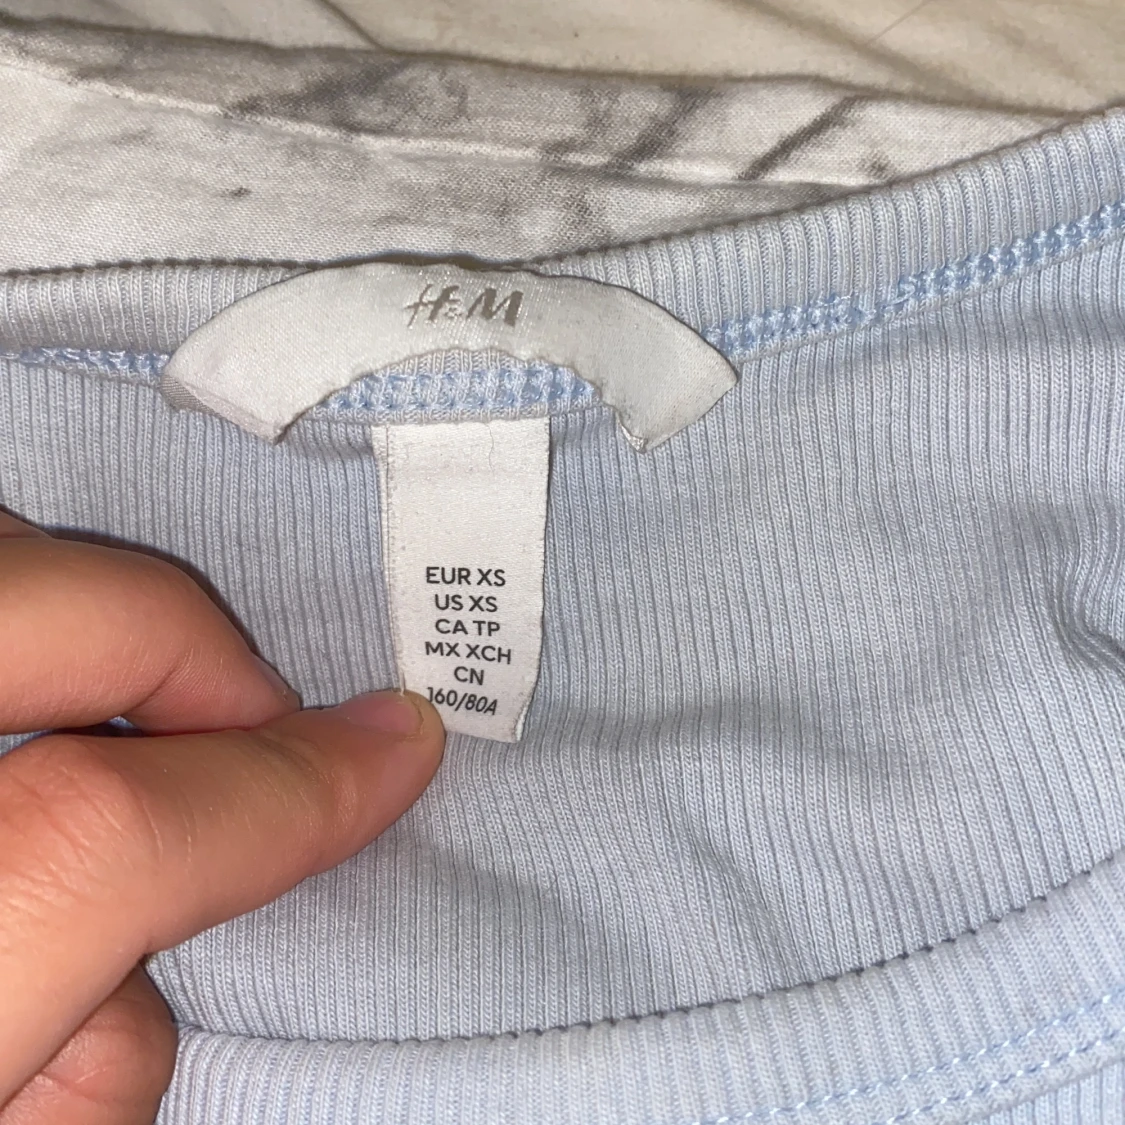 H&M
EUR XS
US XS
CA TP
MX XCH
CN
160/80A